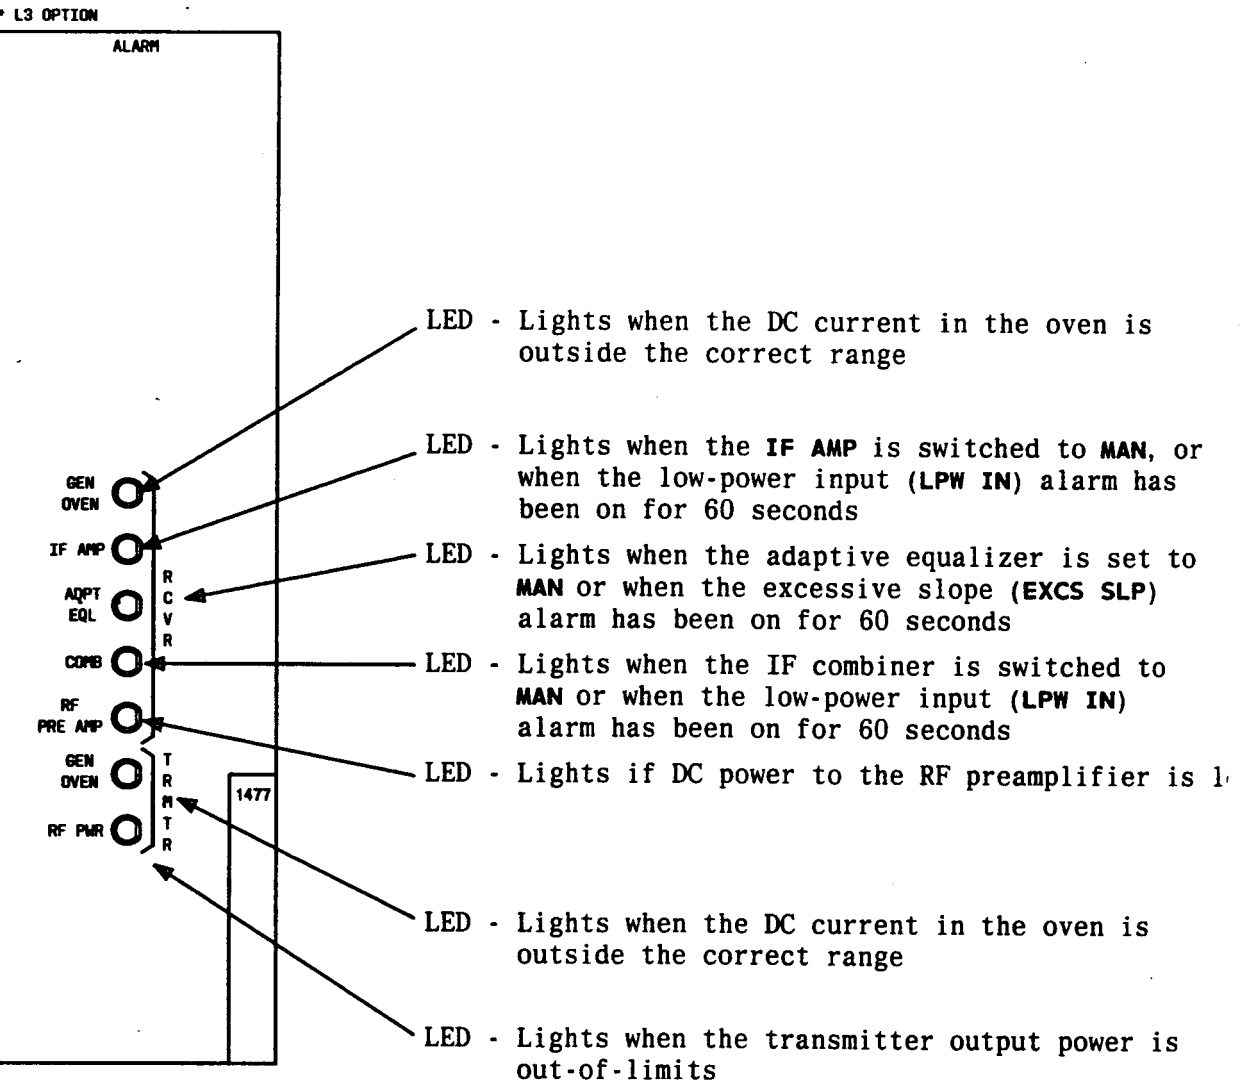 * L3 OPTION
ALARM
LED - Lights when the DC current in the oven is
outside the correct range
LED - Lights when the IF AMP is switched to MAN, or
when the low-power input (LPW IN) alarm has
been on for 60 seconds
LED - Lights when the adaptive equalizer is set to
MAN or when the excessive slope (EXCS SLP)
alarm has been on for 60 seconds
LED - Lights when the IF combiner is switched to
MAN or when the low-power input (LPW IN)
alarm has been on for 60 seconds
LED - Lights if DC power to the RF preamplifier is
LED - Lights when the DC current in the oven is
outside the correct range
LED - Lights when the transmitter output power is
out-of-limits
GEN
OVEN
IF AMP
ADPT
EQL
COMB
RF
PRE AMP
RCVR
GEN
OVEN
RF PWR
TRMTR
1477